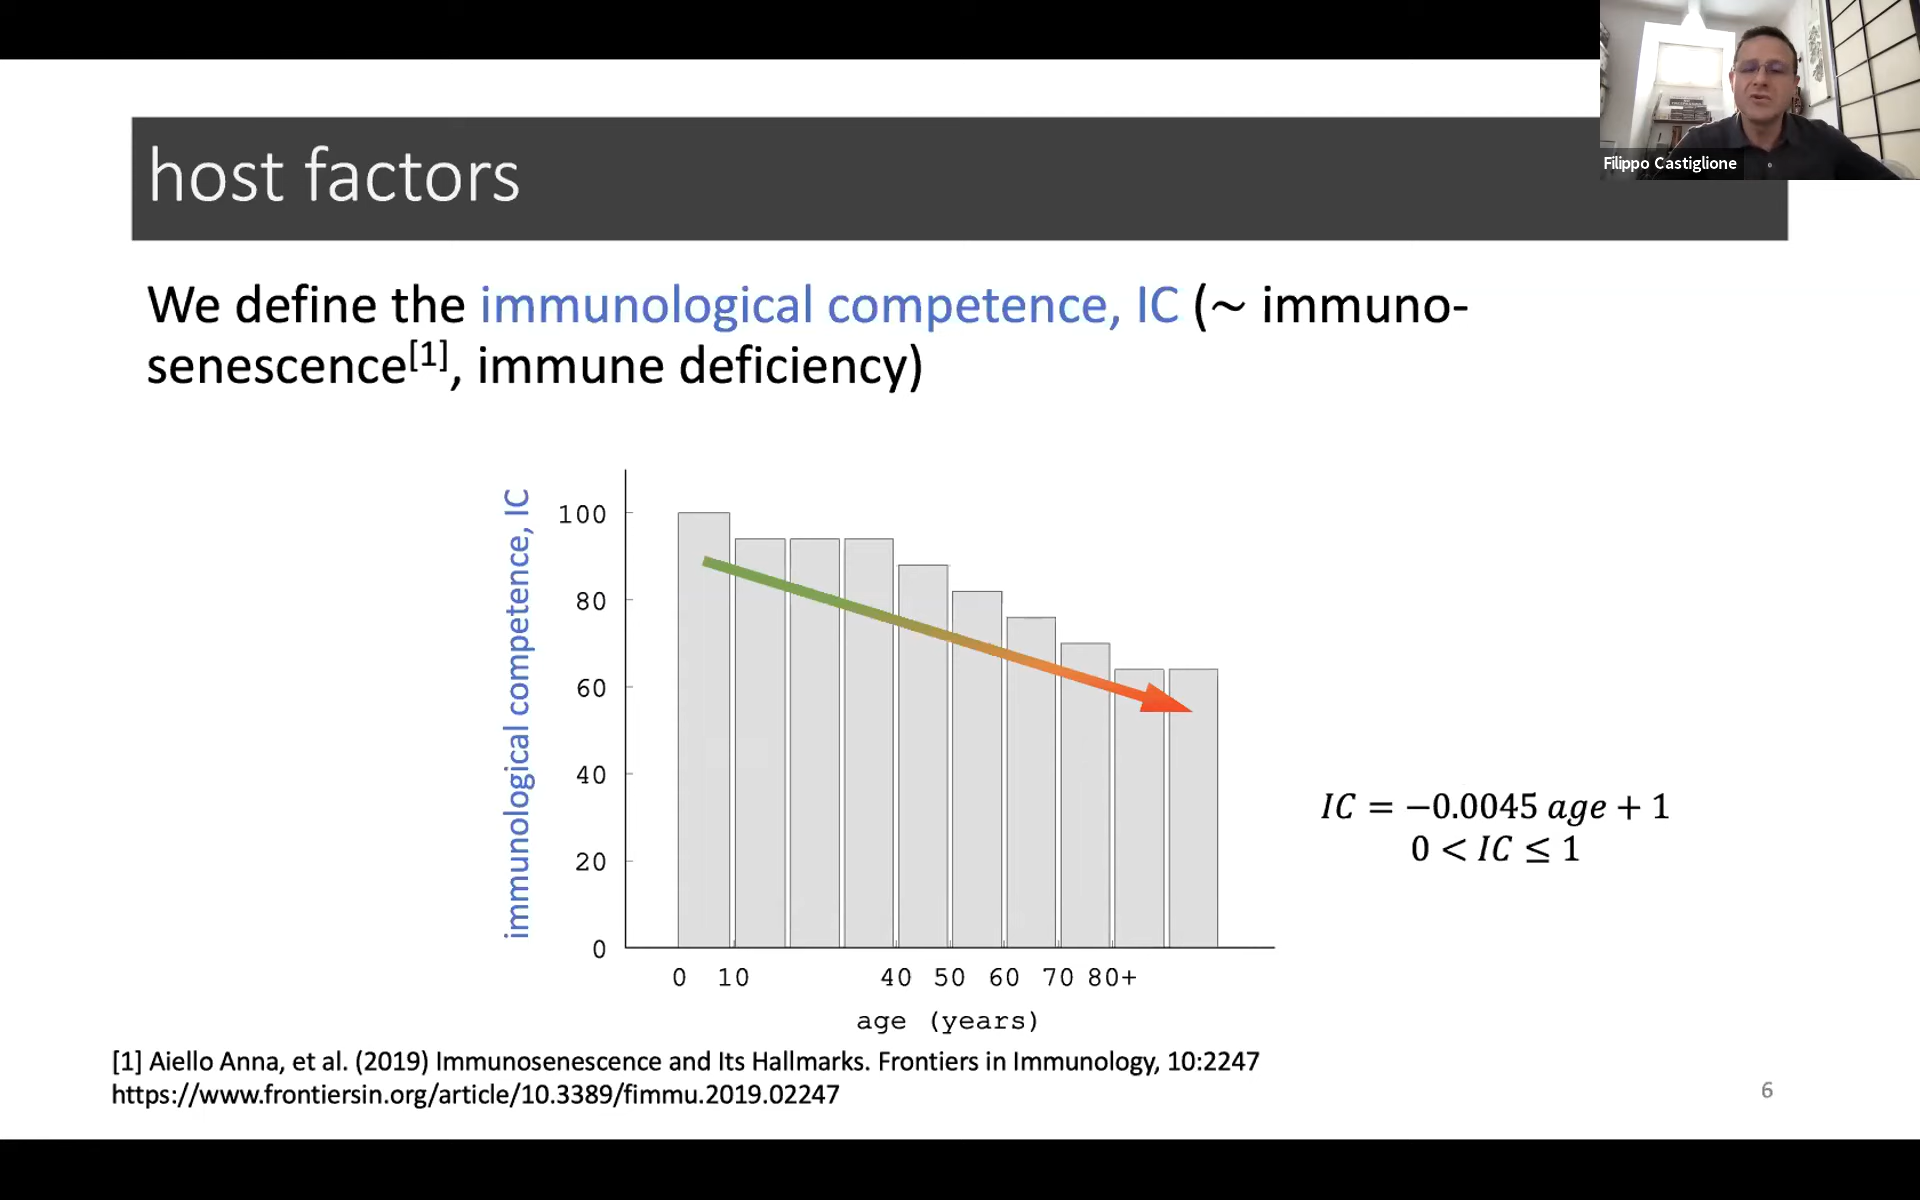 Filippo Castiglione
host factors
We define the immunological competence, IC (~ immuno-
senescence[1], immune deficiency)
immunological competence, IC
100
80
60
40
20
0
0 10 40 50 60 70 80+
age (years)
IC = −0.0045 age + 1
0 < IC ≤ 1
[1] Aiello Anna, et al. (2019) Immunosenescence and Its Hallmarks. Frontiers in Immunology, 10:2247
https://www.frontiersin.org/article/10.3389/fimmu.2019.02247
6